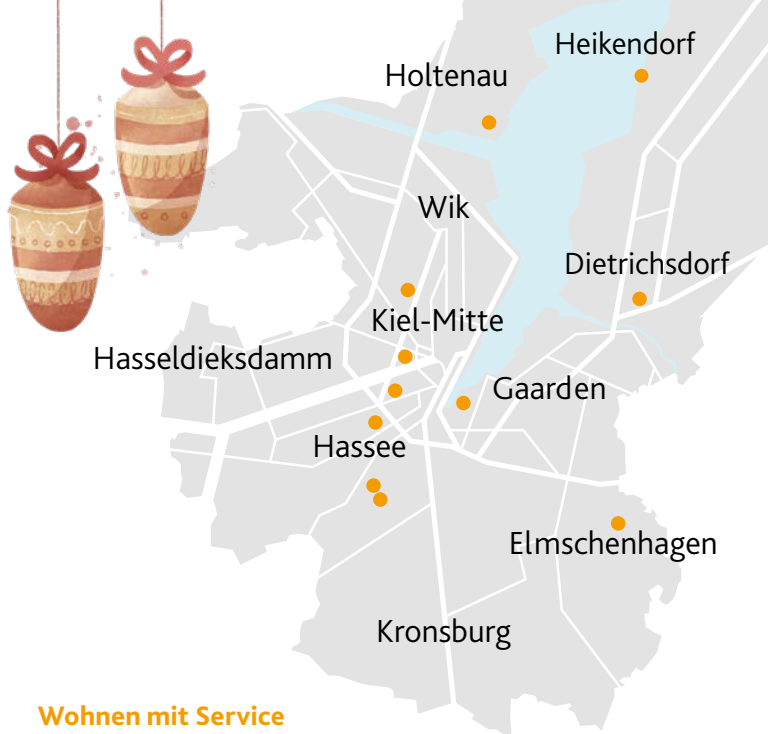 Heikendorf
Holtenau
Wik
Dietrichsdorf
Kiel-Mitte
Hasseldieksdamm
Gaarden
Hassee
Elmschenhagen
Kronsburg
Wohnen mit Service